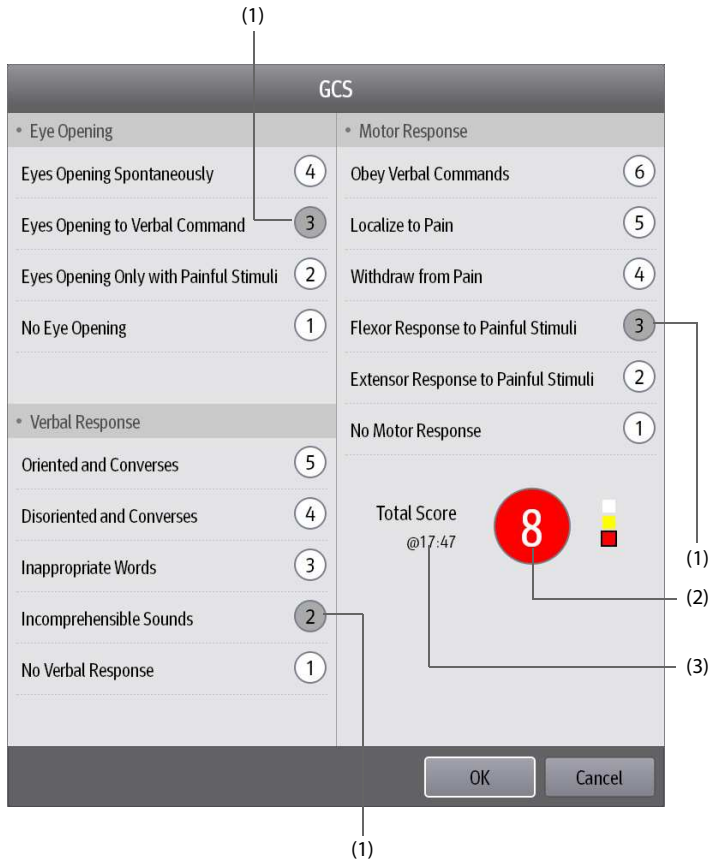 (1)
GCS
• Eye Opening
Eyes Opening Spontaneously 4
Eyes Opening to Verbal Command 3
Eyes Opening Only with Painful Stimuli 2
No Eye Opening 1
• Verbal Response
Oriented and Converses 5
Disoriented and Converses 4
Inappropriate Words 3
Incomprehensible Sounds 2
No Verbal Response 1
• Motor Response
Obey Verbal Commands 6
Localize to Pain 5
Withdraw from Pain 4
Flexor Response to Painful Stimuli 3
Extensor Response to Painful Stimuli 2
No Motor Response 1
Total Score 8
@17:47
(1)
(2)
(3)
OK Cancel
(1)